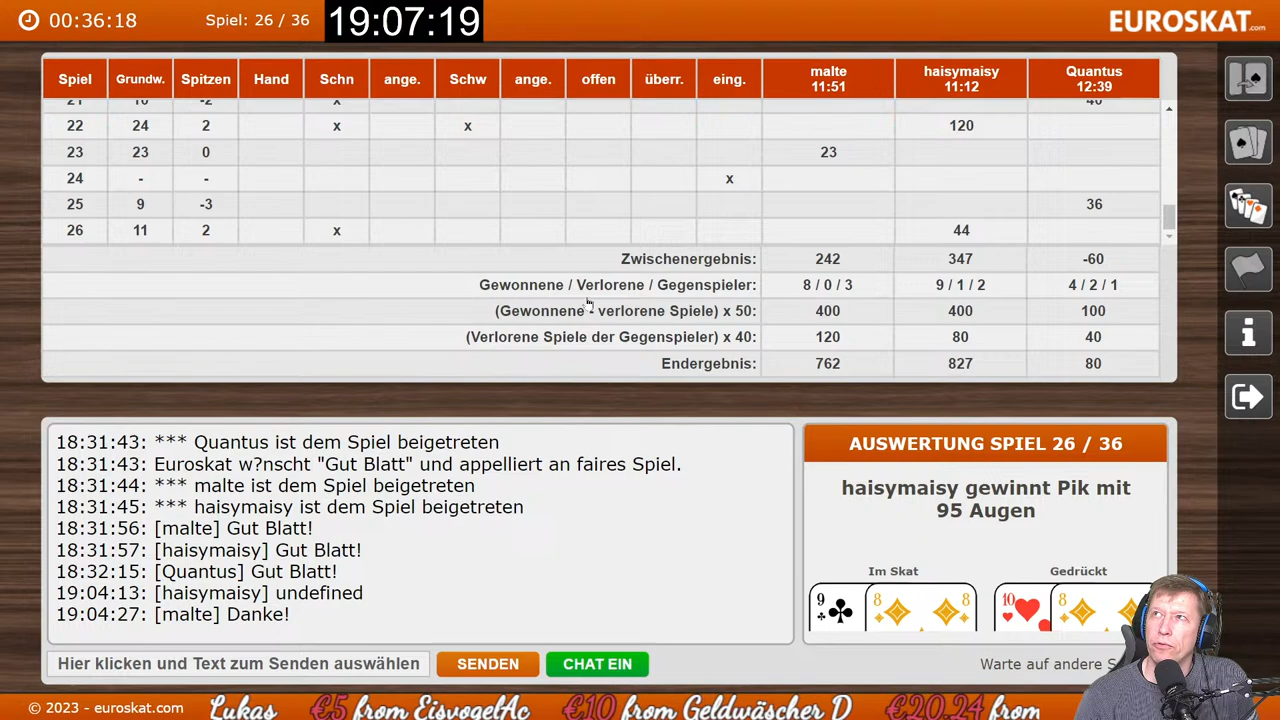 00:36:18 Spiel: 26 / 36 19:07:19 EUROSKAT.com
Spiel Grundw. Spitzen Hand Schn ange. Schw ange. offen überr. eing. malte 11:51 haisymaisy 11:12 Quantus 12:39
22 24 2 x x 120
23 23 0 23
24 - - x
25 9 -3 36
26 11 2 x 44
Zwischenergebnis: 242 347 -60
Gewonnene / Verlorene / Gegenspieler: 8 / 0 / 3 9 / 1 / 2 4 / 2 / 1
(Gewonnene - verlorene Spiele) x 50: 400 400 100
(Verlorene Spiele der Gegenspieler) x 40: 120 80 40
Endergebnis: 762 827 80
18:31:43: *** Quantus ist dem Spiel beigetreten
18:31:43: Euroskat w?nscht "Gut Blatt" und appelliert an faires Spiel.
18:31:44: *** malte ist dem Spiel beigetreten
18:31:45: *** haisymaisy ist dem Spiel beigetreten
18:31:56: [malte] Gut Blatt!
18:31:57: [haisymaisy] Gut Blatt!
18:32:15: [Quantus] Gut Blatt!
19:04:13: [haisymaisy] undefined
19:04:27: [malte] Danke!
Hier klicken und Text zum Senden auswählen SENDEN CHAT EIN
AUSWERTUNG SPIEL 26 / 36
haisymaisy gewinnt Pik mit
95 Augen
Im Skat Gedrückt
9 8 8 10 8
Warte auf andere
© 2023 - euroskat.com Lukas €5 from EisvogelAc €10 from Geldwäscher D €20.24 from